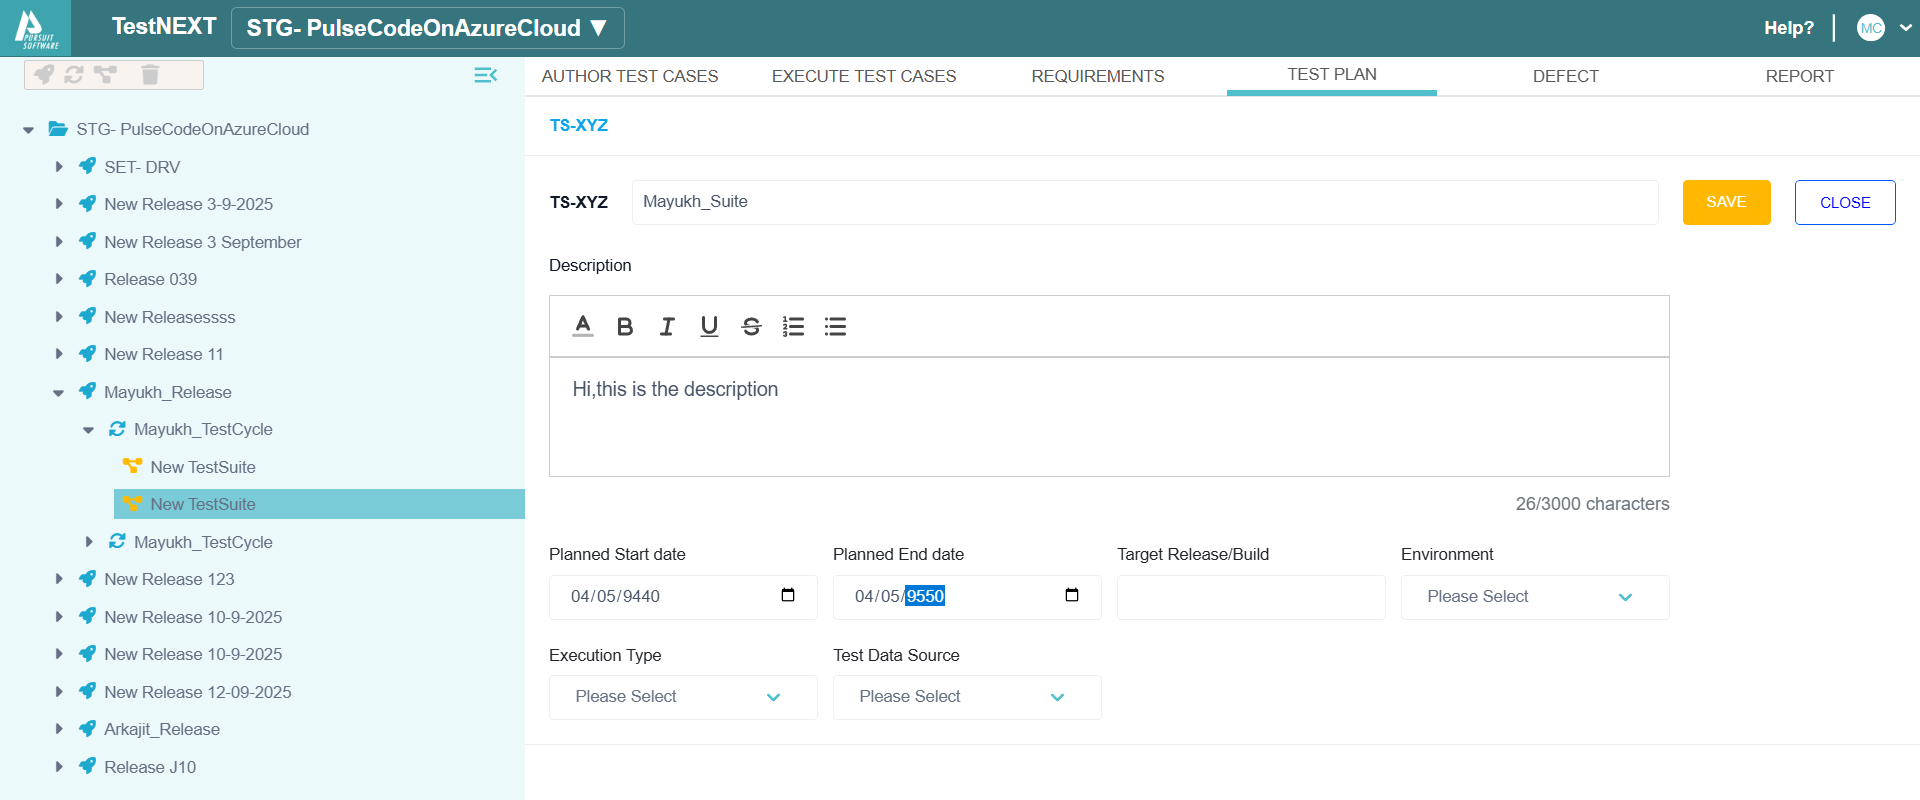 PURSUIT
SOFTWARE
TestNEXT
STG- PulseCodeOnAzureCloud ▼
Help?
MC
AUTHOR TEST CASES
EXECUTE TEST CASES
REQUIREMENTS
TEST PLAN
DEFECT
REPORT
STG- PulseCodeOnAzureCloud
SET- DRV
New Release 3-9-2025
New Release 3 September
Release 039
New Releasessss
New Release 11
Mayukh_Release
Mayukh_TestCycle
New TestSuite
New TestSuite
Mayukh_TestCycle
New Release 123
New Release 10-9-2025
New Release 10-9-2025
New Release 12-09-2025
Arkajit_Release
Release J10
TS-XYZ
TS-XYZ
Mayukh_Suite
SAVE
CLOSE
Description
Hi,this is the description
26/3000 characters
Planned Start date
Planned End date
Target Release/Build
Environment
04/05/9440
04/05/9550
Please Select
Execution Type
Test Data Source
Please Select
Please Select